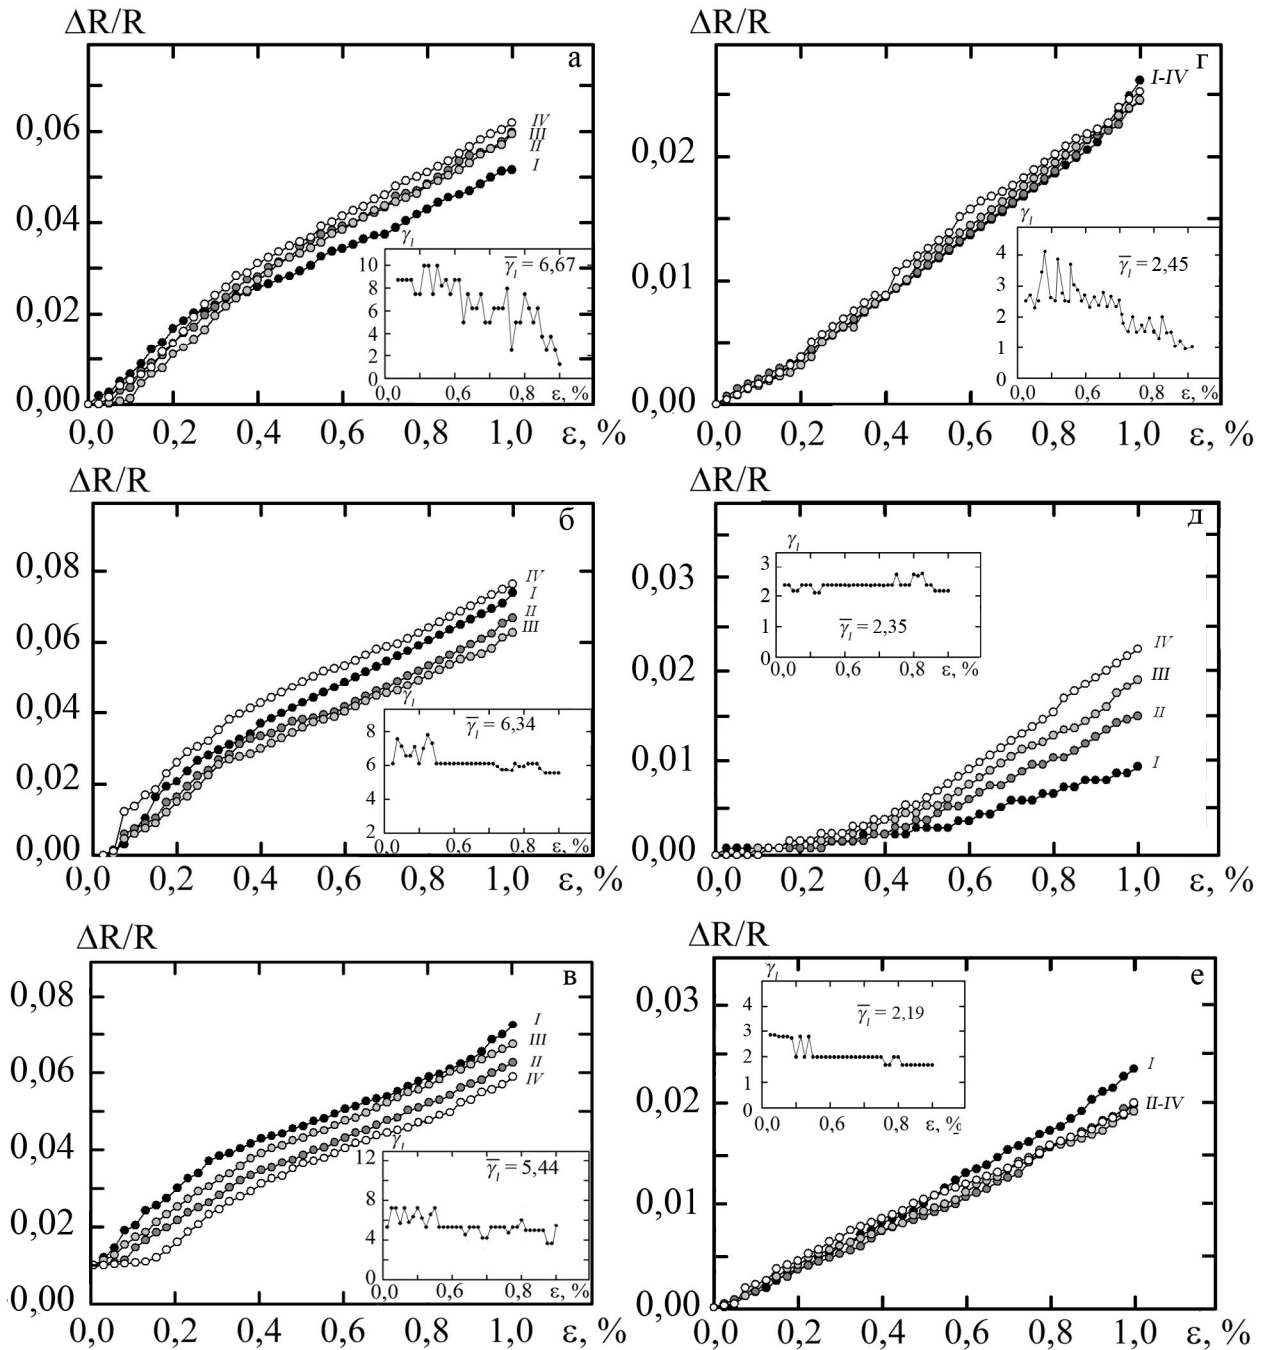 ΔR/R
а
0,06
0,04
0,02
0,00
0,0 0,2 0,4 0,6 0,8 1,0 ε, %
IV
III
II
I
γₗ
γ̅ₗ = 6,67
10
8
6
4
2
0
0,0 0,6 0,8 ε, %
ΔR/R
г
0,02
0,01
0,00
0,0 0,2 0,4 0,6 0,8 1,0 ε, %
I-IV
γₗ
γ̅ₗ = 2,45
4
3
2
1
0
0,0 0,6 0,8 ε, %
ΔR/R
б
0,08
0,06
0,04
0,02
0,00
0,0 0,2 0,4 0,6 0,8 1,0 ε, %
IV
I
II
III
γₗ
γ̅ₗ = 6,34
8
6
4
2
0,0 0,6 0,8 ε, %
ΔR/R
д
0,03
0,02
0,01
0,00
0,0 0,2 0,4 0,6 0,8 1,0 ε, %
IV
III
II
I
γₗ
γ̅ₗ = 2,35
3
2
1
0
0,0 0,6 0,8 ε, %
ΔR/R
в
0,08
0,06
0,04
0,02
0,00
0,0 0,2 0,4 0,6 0,8 1,0 ε, %
I
III
II
IV
γₗ
γ̅ₗ = 5,44
12
8
4
0
0,0 0,6 0,8 ε, %
ΔR/R
е
0,03
0,02
0,01
0,00
0,0 0,2 0,4 0,6 0,8 1,0 ε, %
I
II-IV
γₗ
γ̅ₗ = 2,19
4
3
2
1
0
0,0 0,6 0,8 ε, %